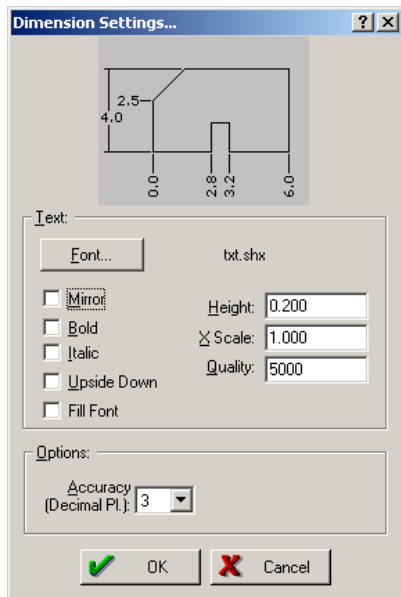 Dimension Settings...
2.5
4.0
0.0
2.8
3.2
6.0
Text:
Font...
txt.shx
Mirror
Bold
Italic
Upside Down
Fill Font
Height: 0.200
X Scale: 1.000
Quality: 5000
Options:
Accuracy
(Decimal Pl.): 3
OK
Cancel